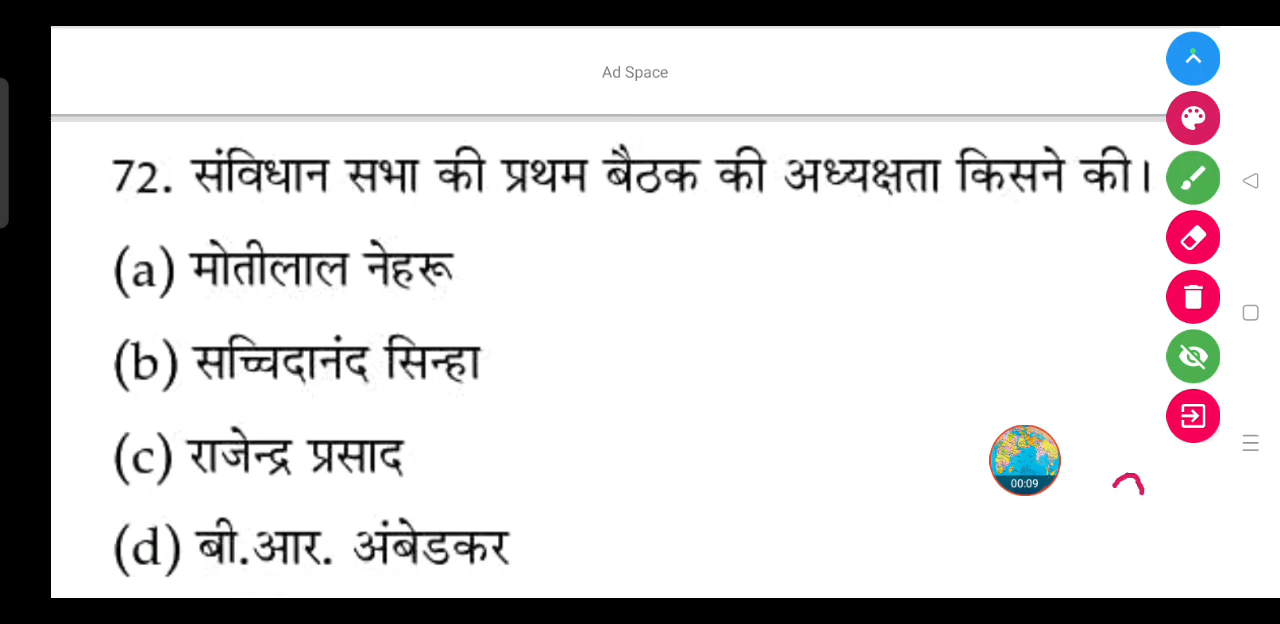 Ad Space
72. संविधान सभा की प्रथम बैठक की अध्यक्षता किसने की।
(a) मोतीलाल नेहरू
(b) सच्चिदानंद सिन्हा
(c) राजेन्द्र प्रसाद
00:09
(d) बी.आर. अंबेडकर